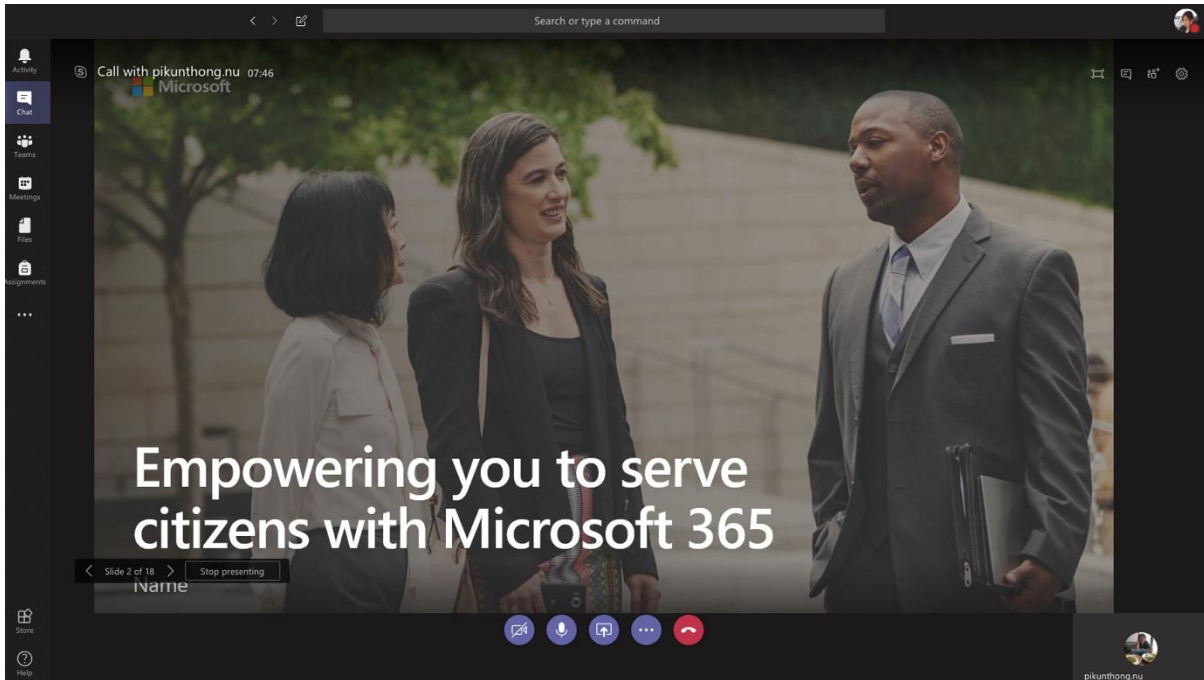 Search or type a command
Activity
Chat
Teams
Meetings
Files
Assignments
Store
Help
Call with pikunthong.nu 07:46
Microsoft
Empowering you to serve
citizens with Microsoft 365
Slide 2 of 18 Stop presenting
Name
pikunthong.nu